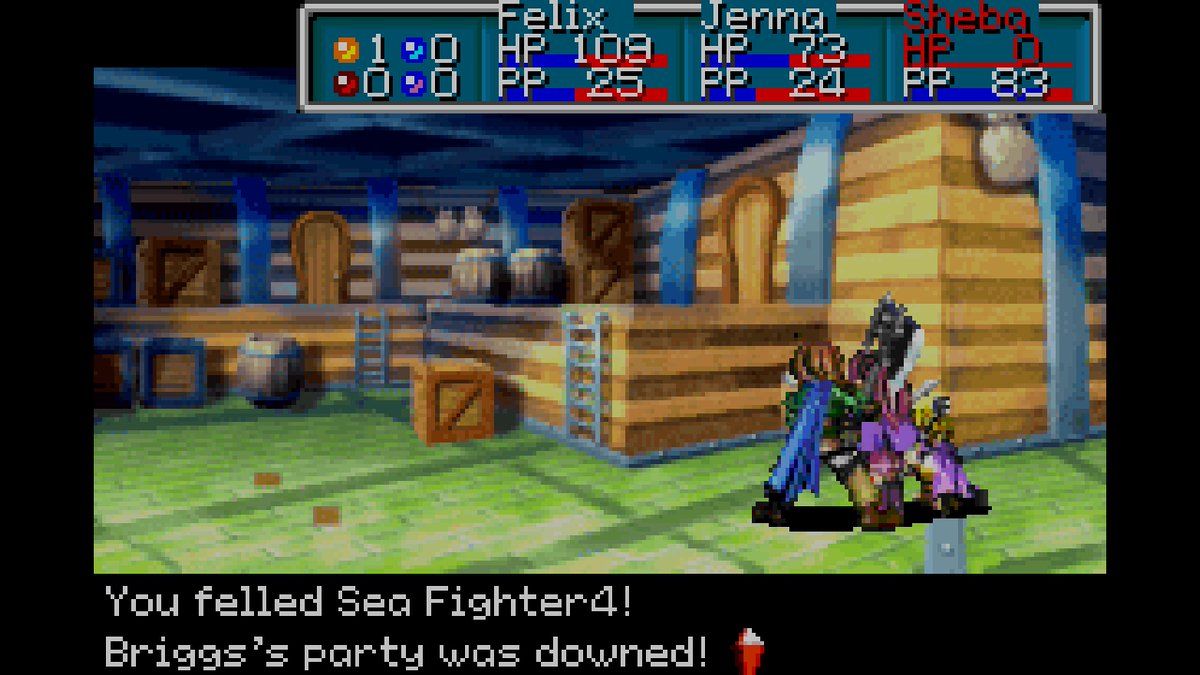 Felix Jenna Sheba
1 0 HP 109 HP 73 HP 0
0 0 PP 25 PP 24 PP 83
You felled Sea Fighter4!
Briggs's party was downed!